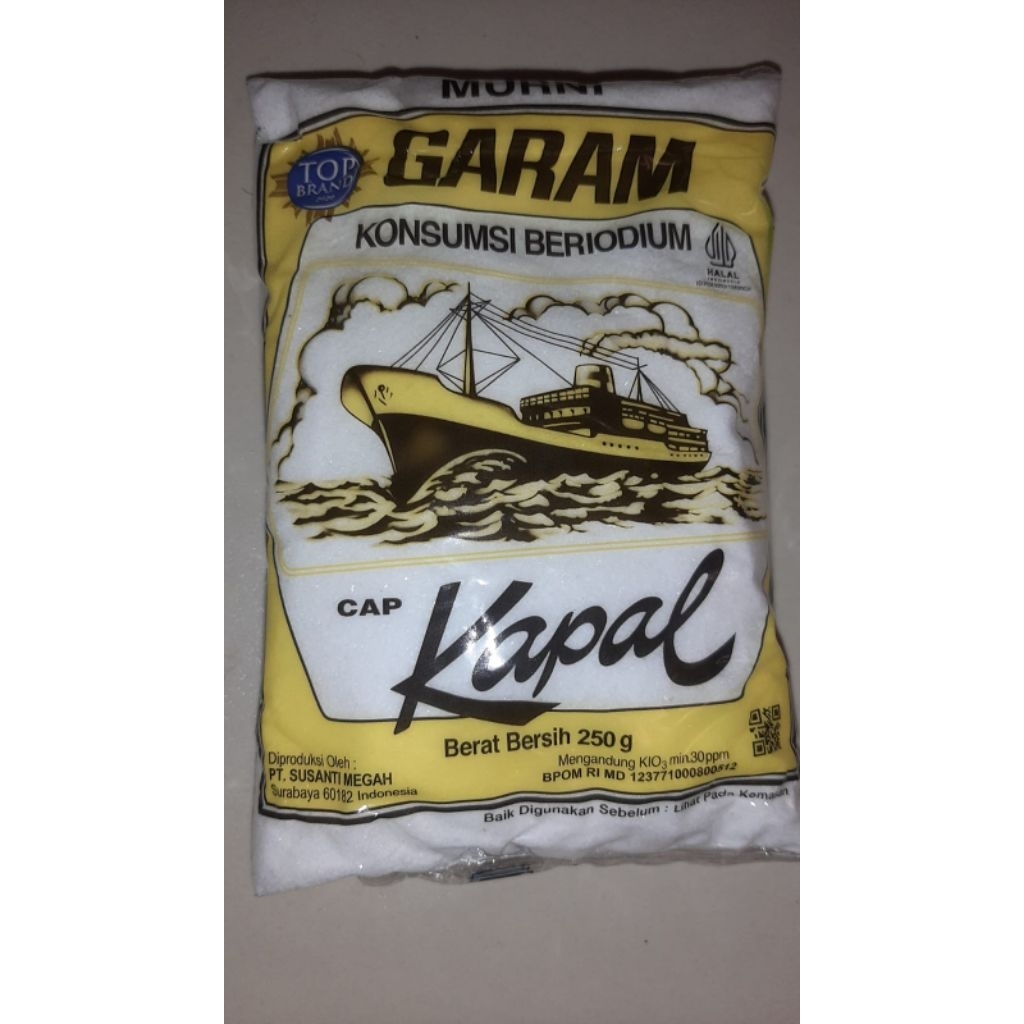 MURNI
GARAM
TOP
BRAND
KONSUMSI BERIODIUM
HALAL
INDONESIA
CAP Kapal
Berat Bersih 250 g
Mengandung KIO3 min.30ppm
BPOM RI MD 123771000800512
Diproduksi Oleh :
PT. SUSANTI MEGAH
Surabaya 60182 Indonesia
Baik Digunakan Sebelum : Lihat Pada Kemasan